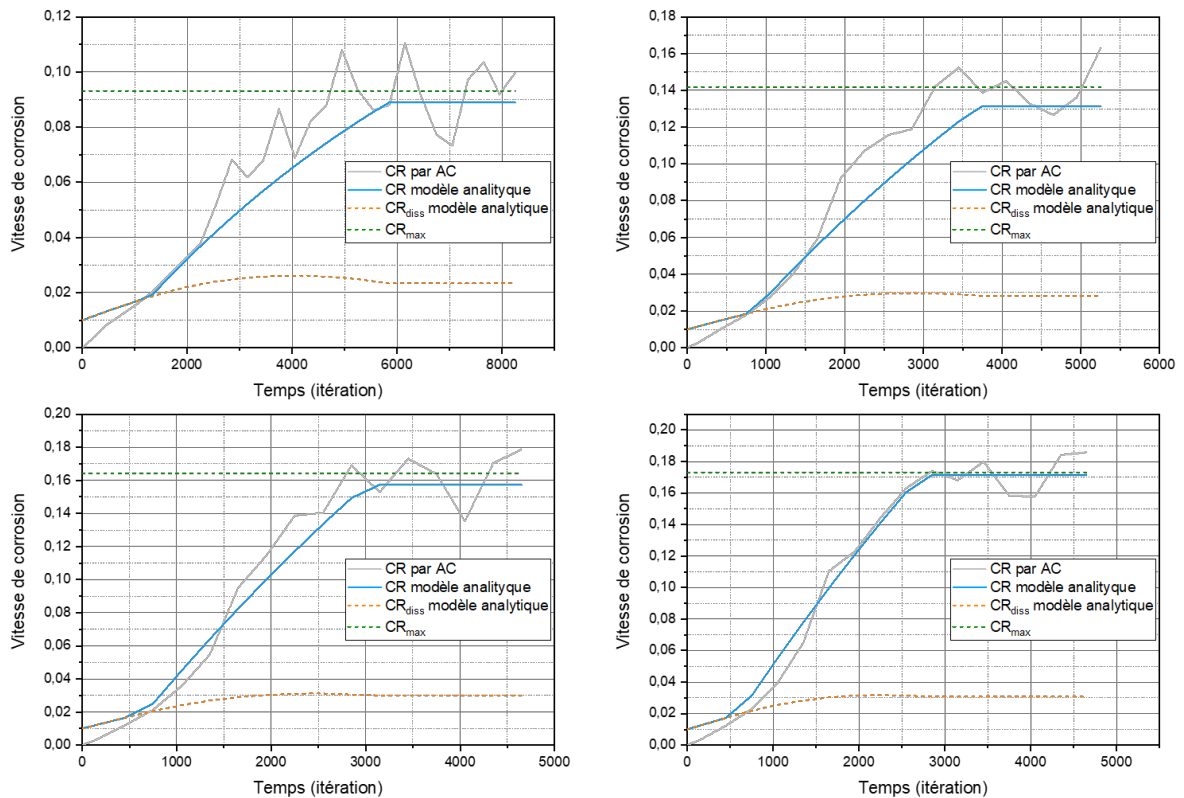 0,12
0,10
0,08
0,06
0,04
0,02
0,00
Vitesse de corrosion
0
2000
4000
6000
8000
Temps (itération)
CR par AC
CR modèle analityque
CRdiss modèle analytique
CRmax
0,18
0,16
0,14
0,12
0,10
0,08
0,06
0,04
0,02
0,00
Vitesse de corrosion
0
1000
2000
3000
4000
5000
6000
Temps (itération)
CR par AC
CR modèle analityque
CRdiss modèle analytique
CRmax
0,20
0,18
0,16
0,14
0,12
0,10
0,08
0,06
0,04
0,02
0,00
Vitesse de corrosion
0
1000
2000
3000
4000
5000
Temps (itération)
CR par AC
CR modèle analityque
CRdiss modèle analytique
CRmax
0,20
0,18
0,16
0,14
0,12
0,10
0,08
0,06
0,04
0,02
0,00
Vitesse de corrosion
0
1000
2000
3000
4000
5000
Temps (itération)
CR par AC
CR modèle analityque
CRdiss modèle analytique
CRmax